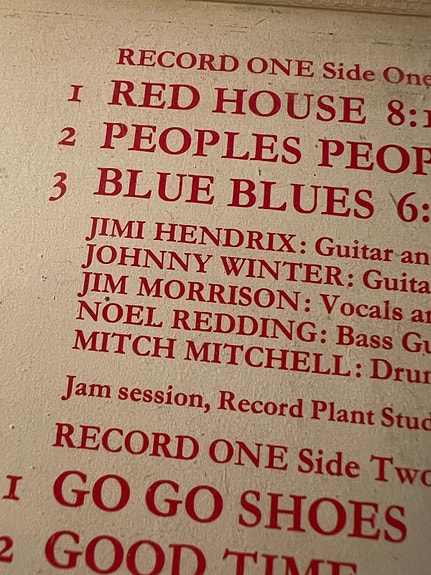 RECORD ONE Side One
1 RED HOUSE 8:1
2 PEOPLES PEOP
3 BLUE BLUES 6:
JIMI HENDRIX: Guitar an
JOHNNY WINTER: Guita
JIM MORRISON: Vocals a
NOEL REDDING: Bass Gu
MITCH MITCHELL: Drum
Jam session, Record Plant Stud
RECORD ONE Side Two
1 GO GO SHOES
2 GOOD TIME